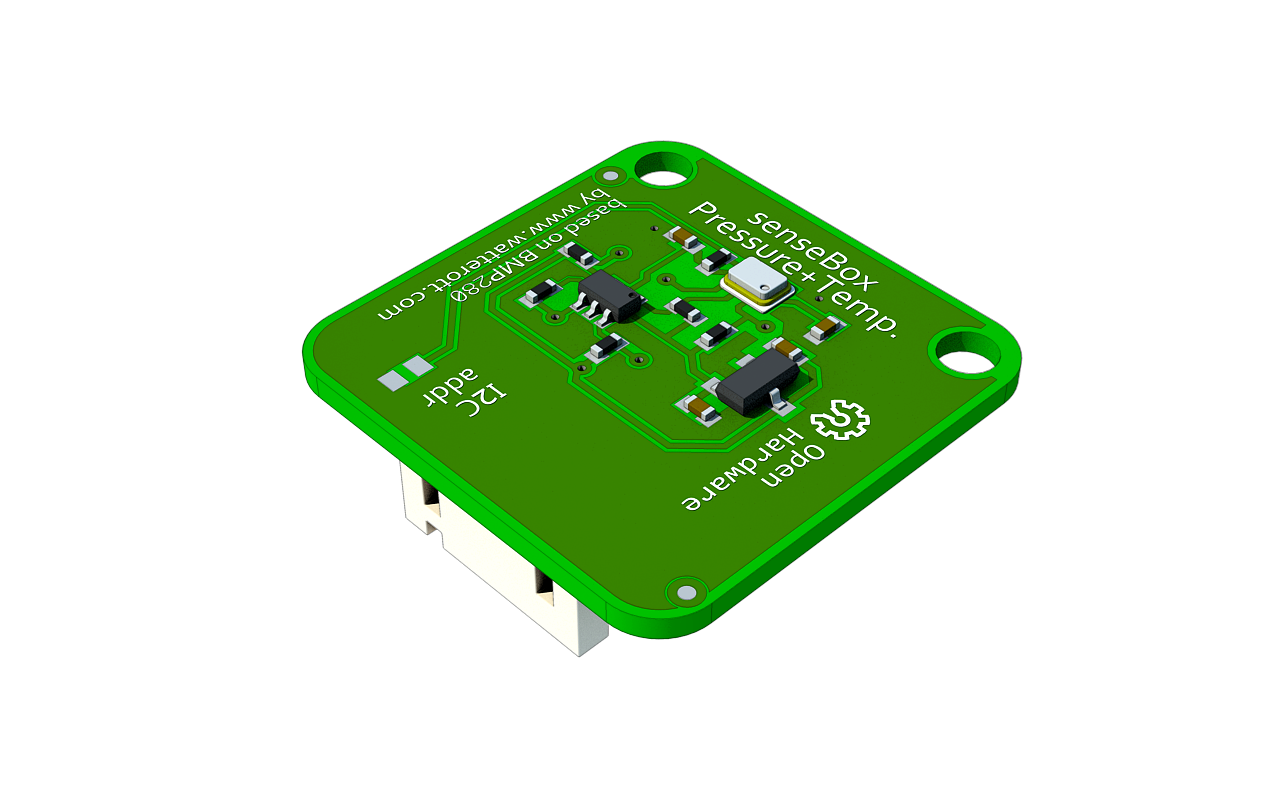 senseBox
Pressure+Temp.
based on BMP280
by www.watterott.com
I2C
addr
Open
Hardware